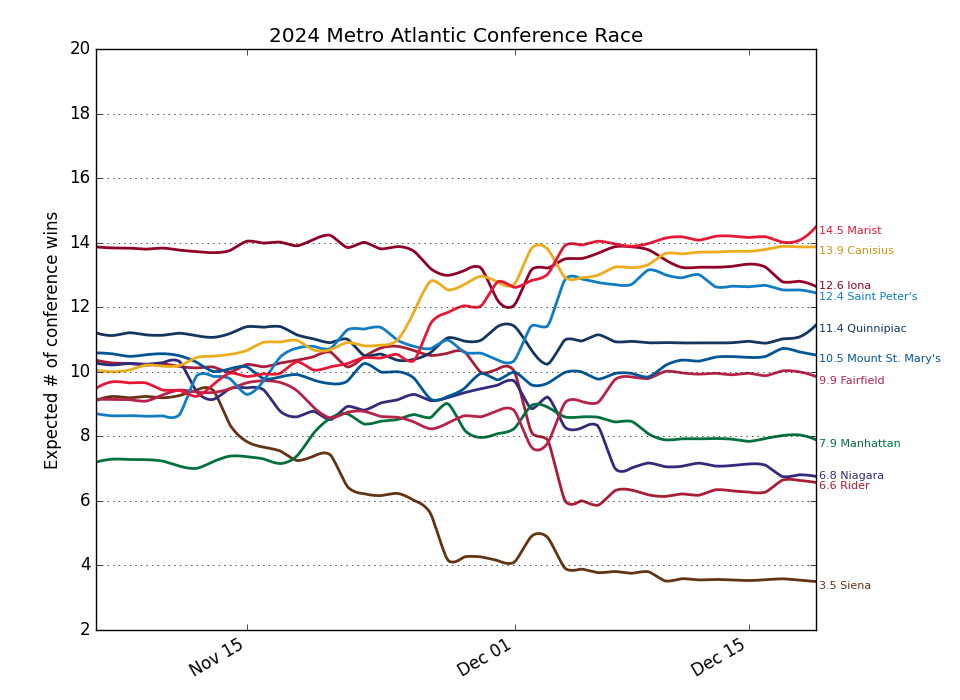 2024 Metro Atlantic Conference Race
Expected # of conference wins
20
18
16
14
12
10
8
6
4
2
Nov 15
Dec 01
Dec 15
14.5 Marist
13.9 Canisius
12.6 Iona
12.4 Saint Peter's
11.4 Quinnipiac
10.5 Mount St. Mary's
9.9 Fairfield
7.9 Manhattan
6.8 Niagara
6.6 Rider
3.5 Siena